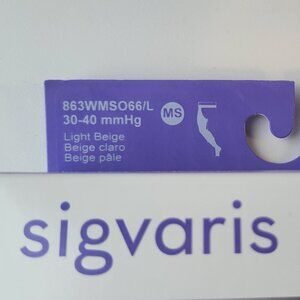 863WMSO66/L
30-40 mmHg
MS
Light Beige
Beige claro
Beige pâle
sigvaris